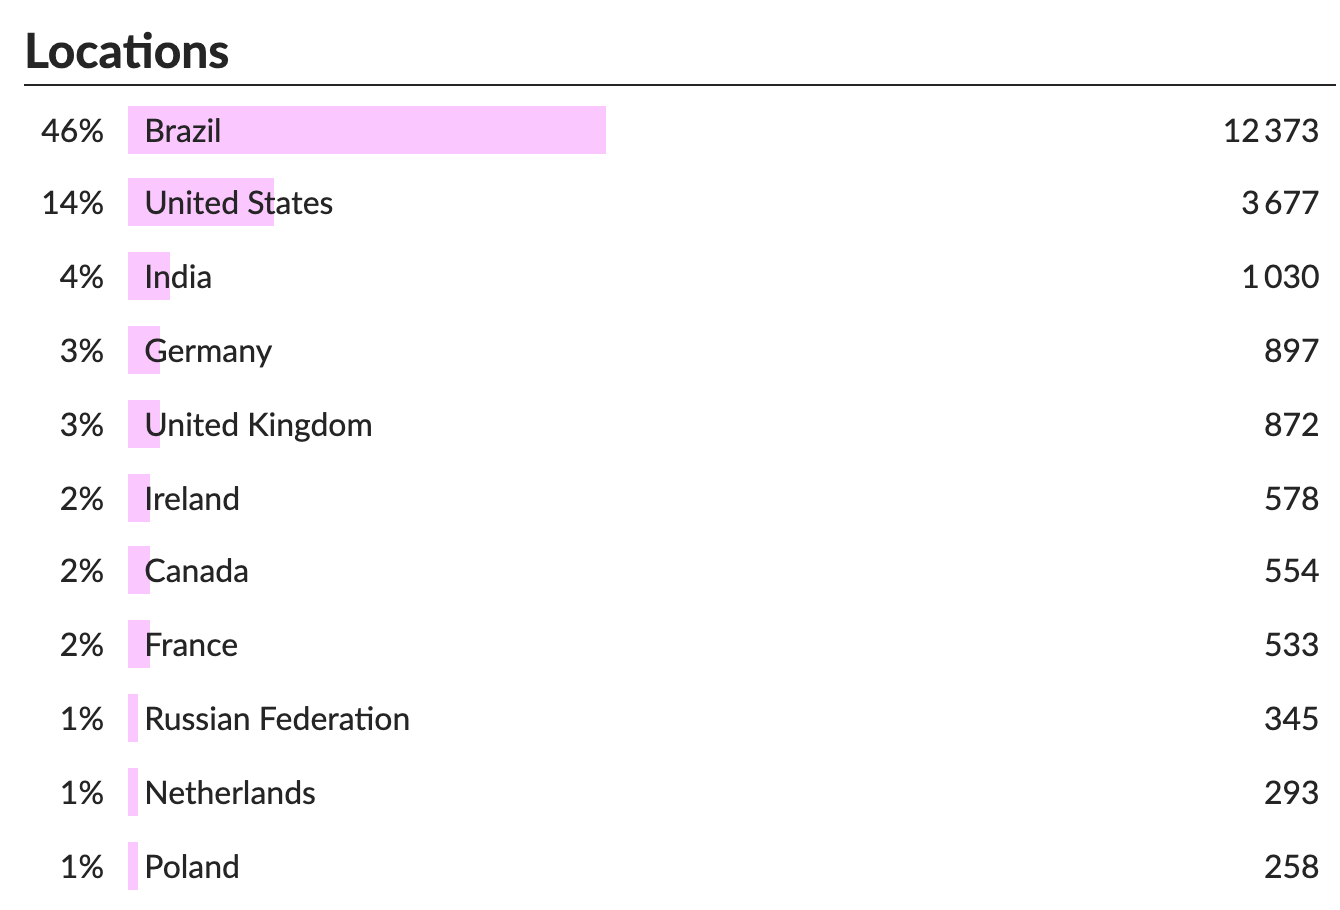 Locations
46% Brazil 12 373
14% United States 3 677
4% India 1 030
3% Germany 897
3% United Kingdom 872
2% Ireland 578
2% Canada 554
2% France 533
1% Russian Federation 345
1% Netherlands 293
1% Poland 258